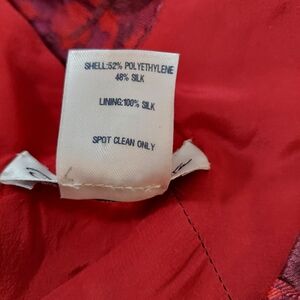 SHELL:52% POLYETHYLENE
48% SILK
LINING:100% SILK
SPOT CLEAN ONLY